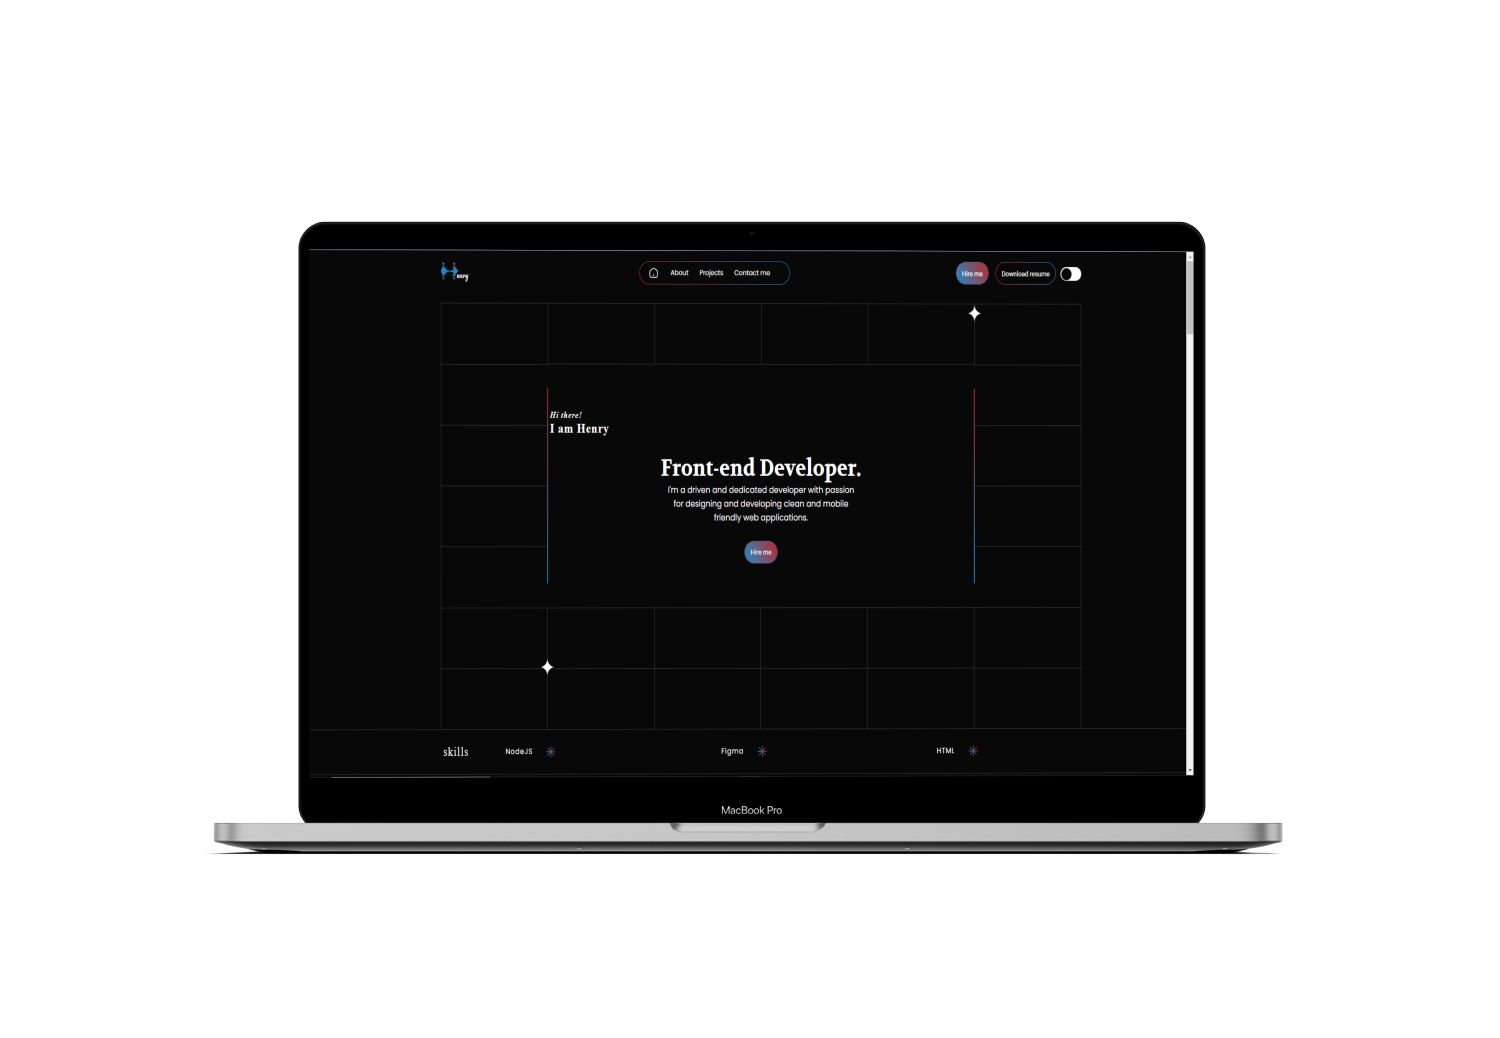 enry
About Projects Contact me
Hire me
Download resume
Hi there!
I am Henry
Front-end Developer.
I'm a driven and dedicated developer with passion
for designing and developing clean and mobile
friendly web applications.
Hire me
skills
NodeJS
Figma
HTML
MacBook Pro